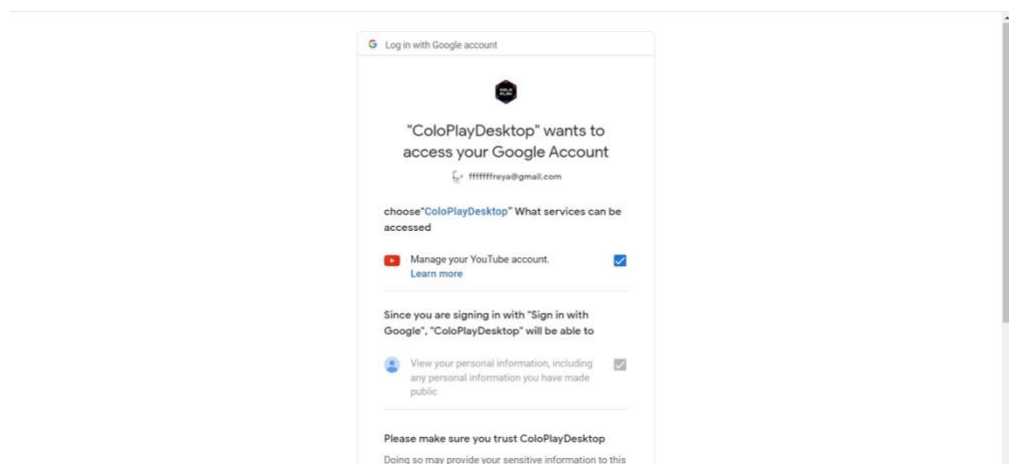 G Log in with Google account
COLO
PLAY
"ColoPlayDesktop" wants to
access your Google Account
fffffffreya@gmail.com
choose"ColoPlayDesktop" What services can be
accessed
Manage your YouTube account.
Learn more
Since you are signing in with "Sign in with
Google", "ColoPlayDesktop" will be able to
View your personal information, including
any personal information you have made
public
Please make sure you trust ColoPlayDesktop
Doing so may provide your sensitive information to this